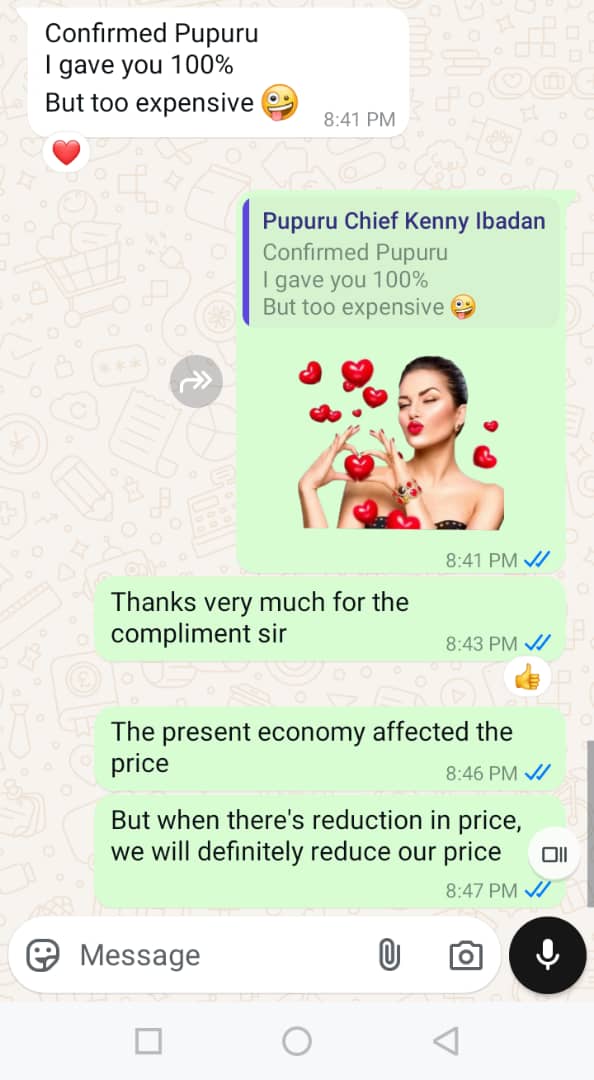 Confirmed Pupuru
I gave you 100%
But too expensive 🤪
8:41 PM
Pupuru Chief Kenny Ibadan
Confirmed Pupuru
I gave you 100%
But too expensive 🤪
8:41 PM
Thanks very much for the
compliment sir
8:43 PM
The present economy affected the
price
8:46 PM
But when there's reduction in price,
we will definitely reduce our price
8:47 PM
Message